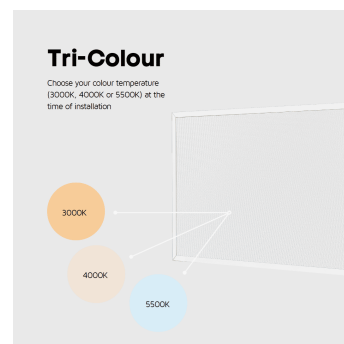 Tri-Colour
Choose your colour temperature
(3000K, 4000K or 5500K) at the
time of installation
3000K
4000K
5500K